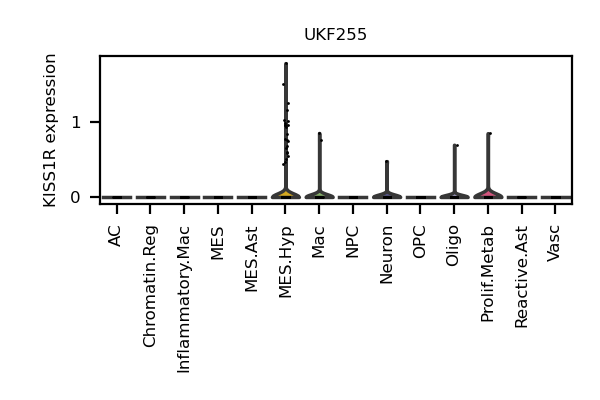 UKF255
KISS1R expression
1
0
AC
Chromatin.Reg
Inflammatory.Mac
MES
MES.Ast
MES.Hyp
Mac
NPC
Neuron
OPC
Oligo
Prolif.Metab
Reactive.Ast
Vasc